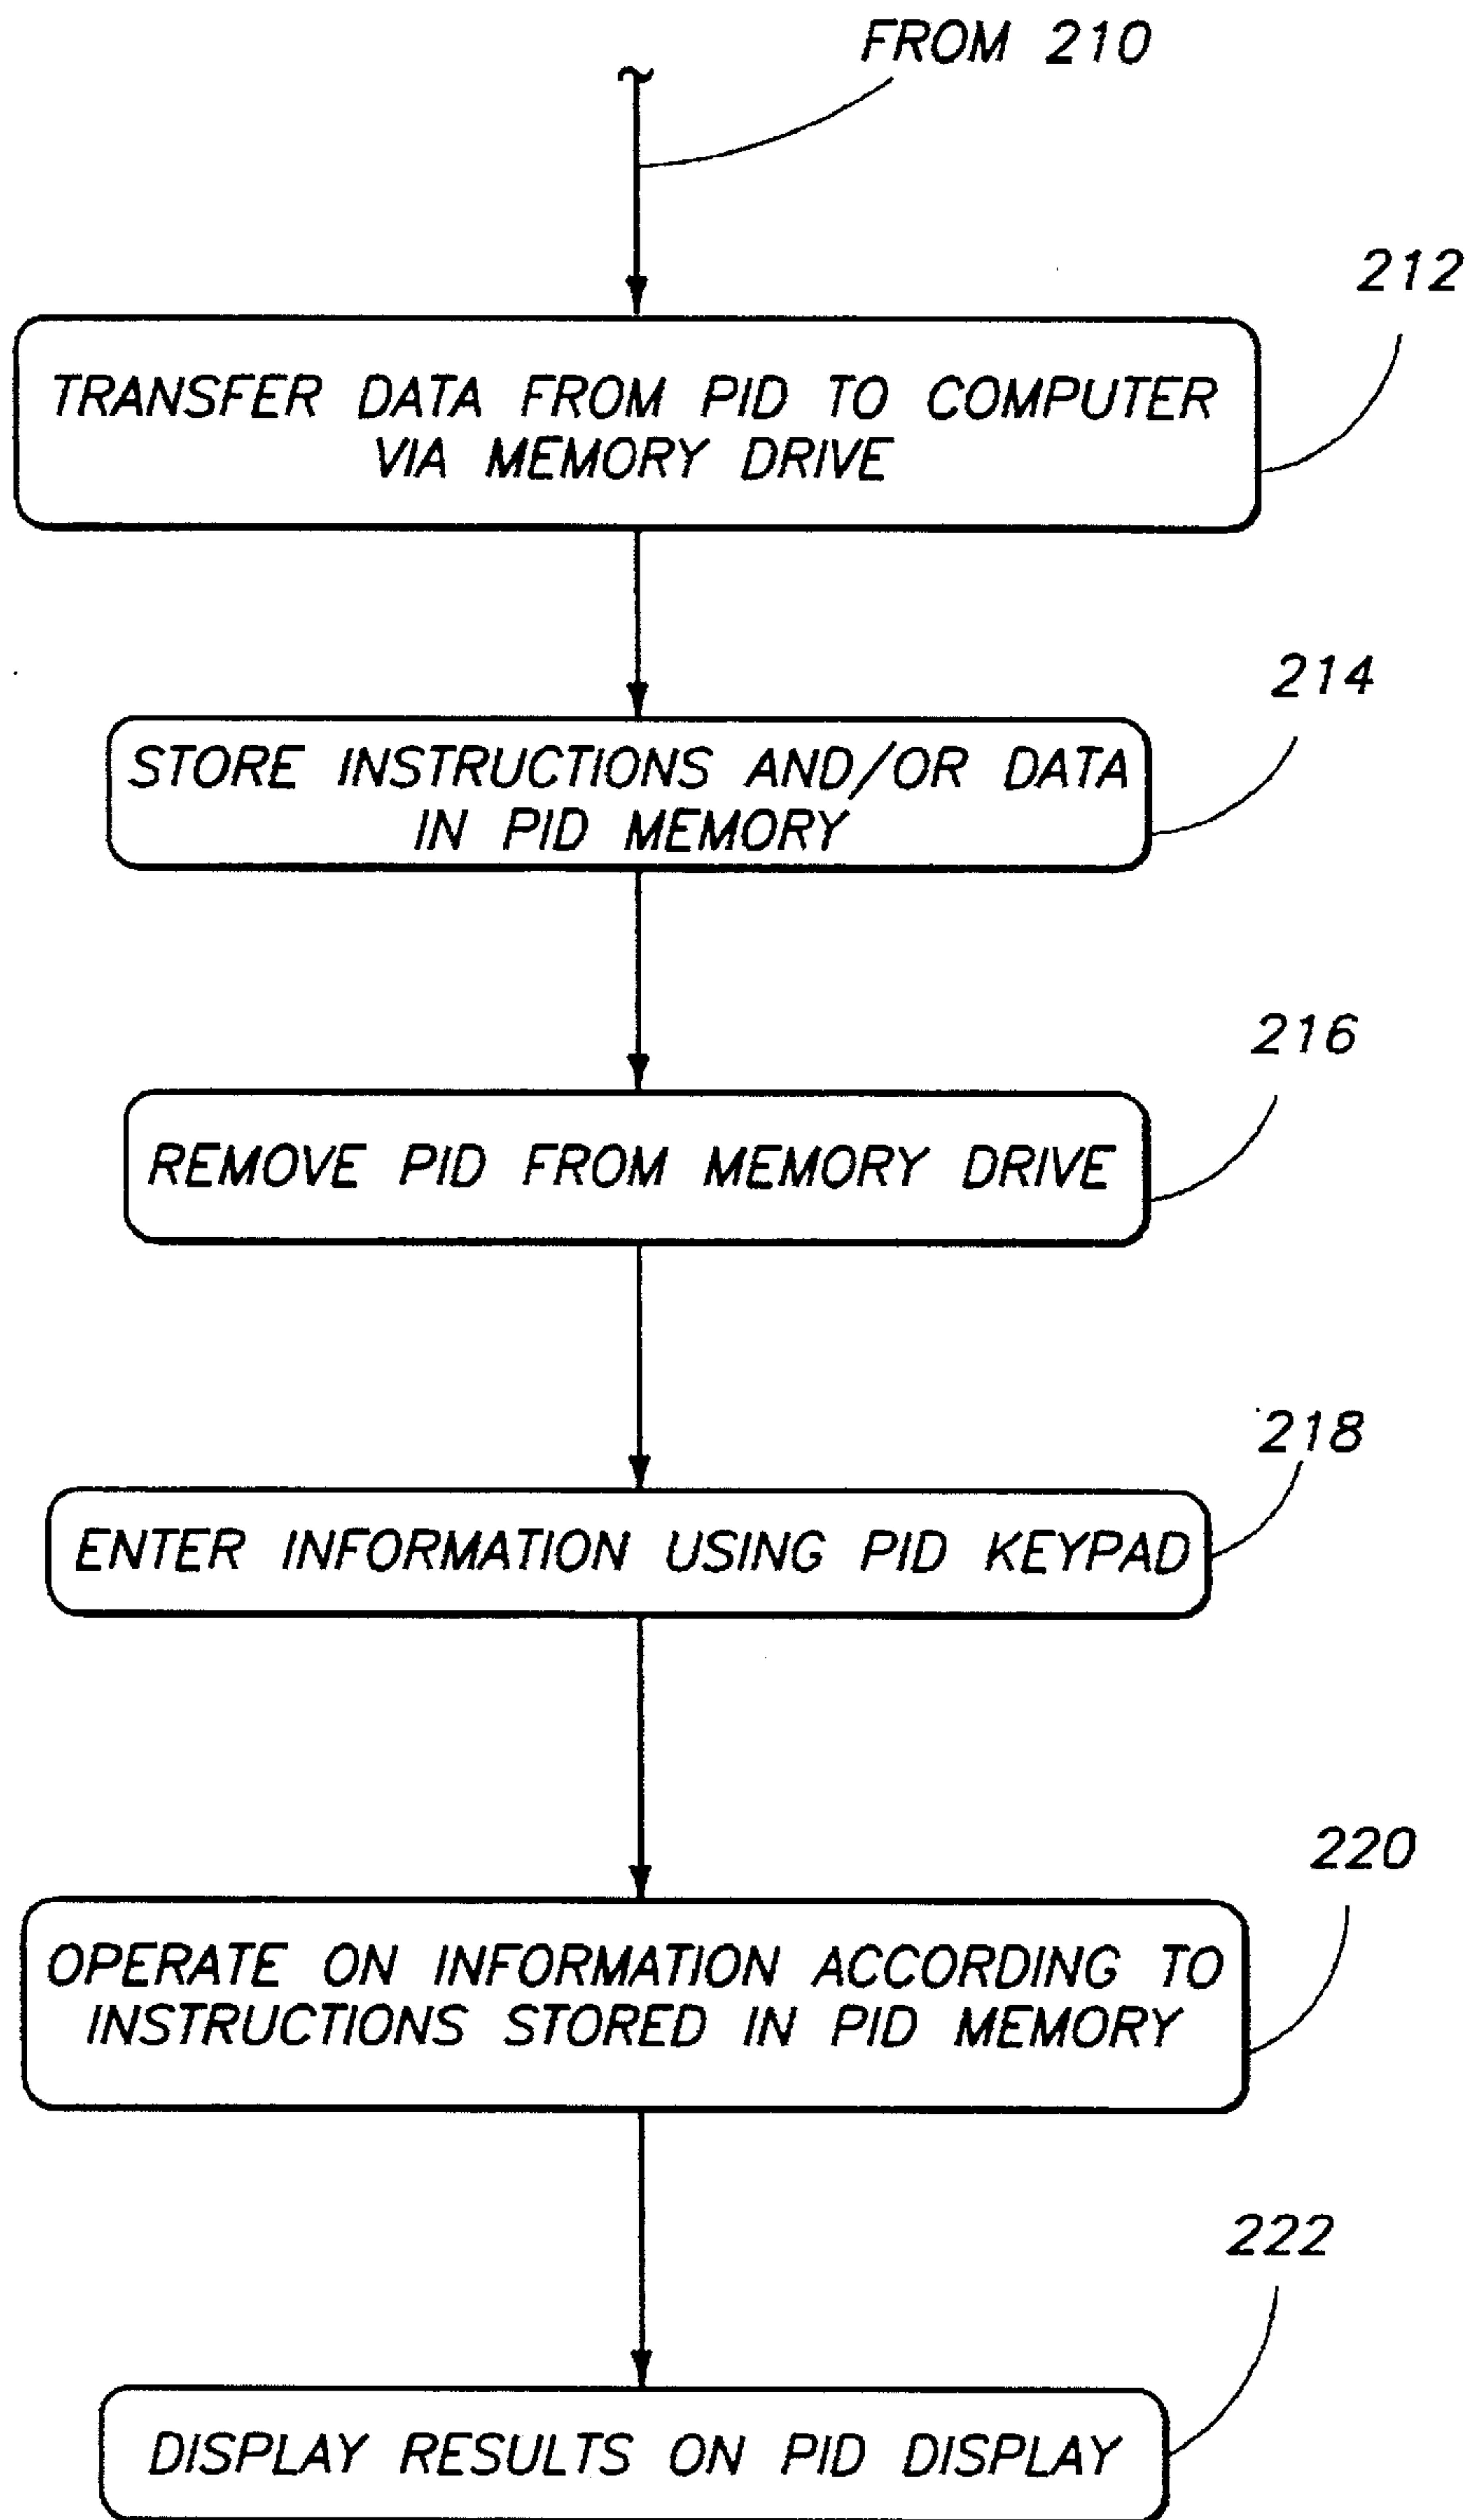 FROM 210
212
TRANSFER DATA FROM PID TO COMPUTER
VIA MEMORY DRIVE
214
STORE INSTRUCTIONS AND/OR DATA
IN PID MEMORY
216
REMOVE PID FROM MEMORY DRIVE
218
ENTER INFORMATION USING PID KEYPAD
220
OPERATE ON INFORMATION ACCORDING TO
INSTRUCTIONS STORED IN PID MEMORY
222
DISPLAY RESULTS ON PID DISPLAY